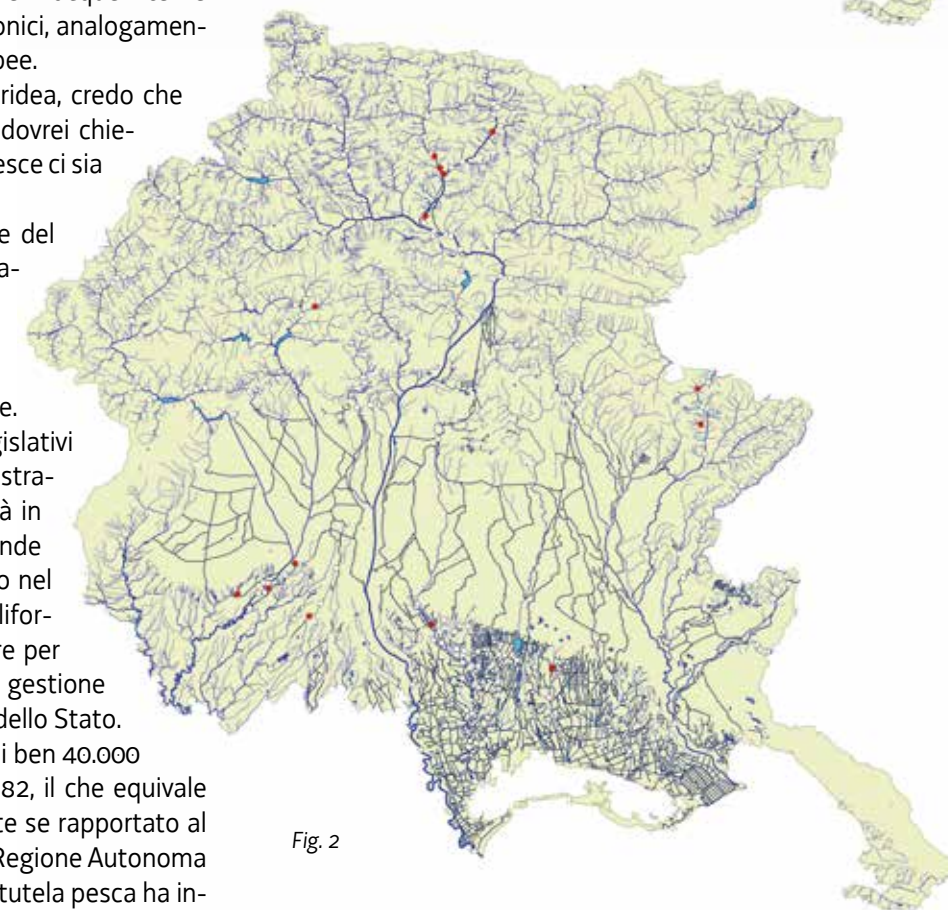 onici, analogamen-
pee.
ridea, credo che
dovrei chie-
esce ci sia
e del
a-
e.
gislativi
stra-
à in
nde
o nel
lifor-
re per
gestione
dello Stato.
i ben 40.000
82, il che equivale
te se rapportato al
Regione Autonoma
tutela pesca ha in-
Fig. 2